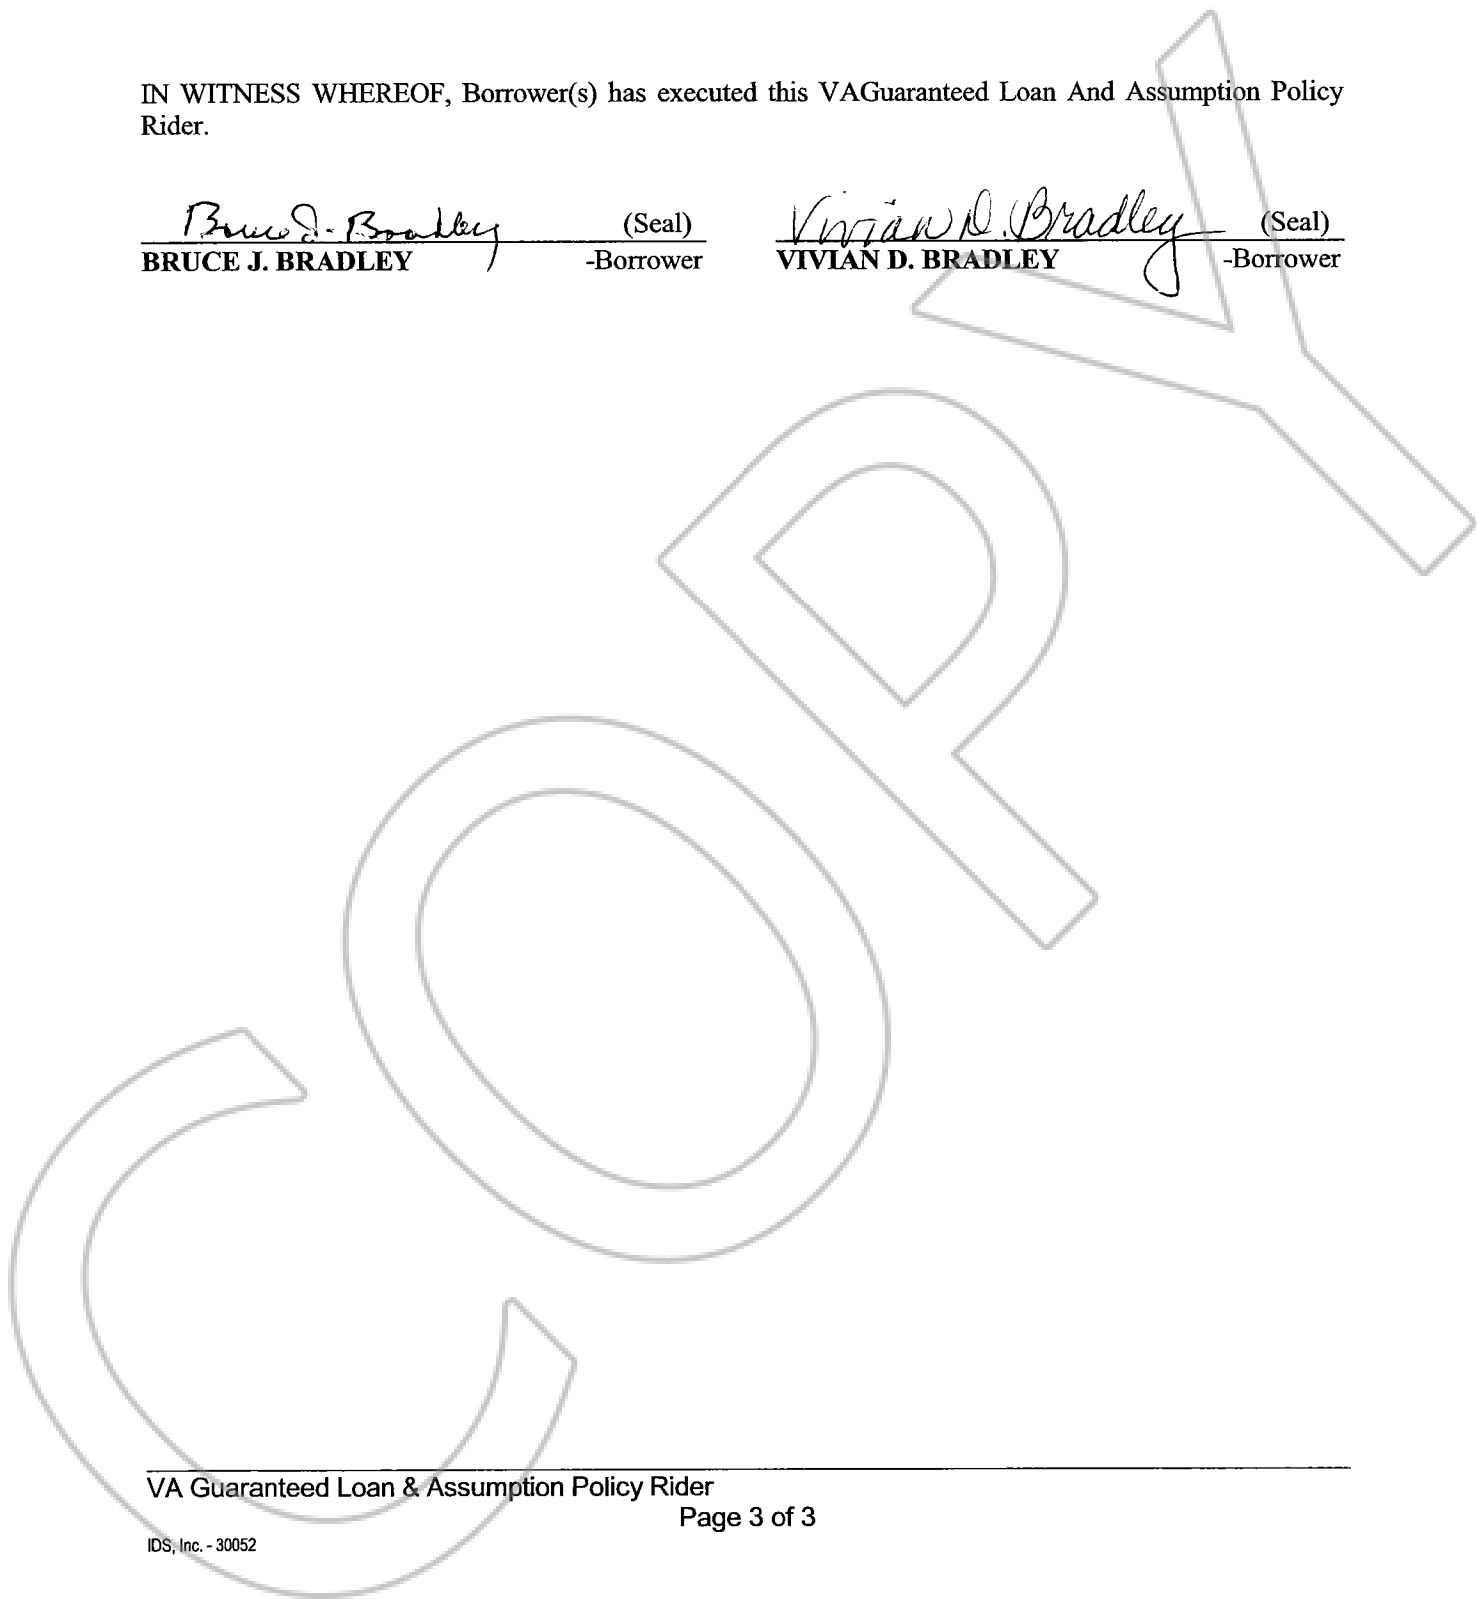 IN WITNESS WHEREOF, Borrower(s) has executed this VAGuaranteed Loan And Assumption Policy
Rider.
Bruce J. Bradley (Seal) Vivian D. Bradley (Seal)
BRUCE J. BRADLEY -Borrower VIVIAN D. BRADLEY -Borrower
COPY
VA Guaranteed Loan & Assumption Policy Rider
Page 3 of 3
IDS, Inc. - 30052